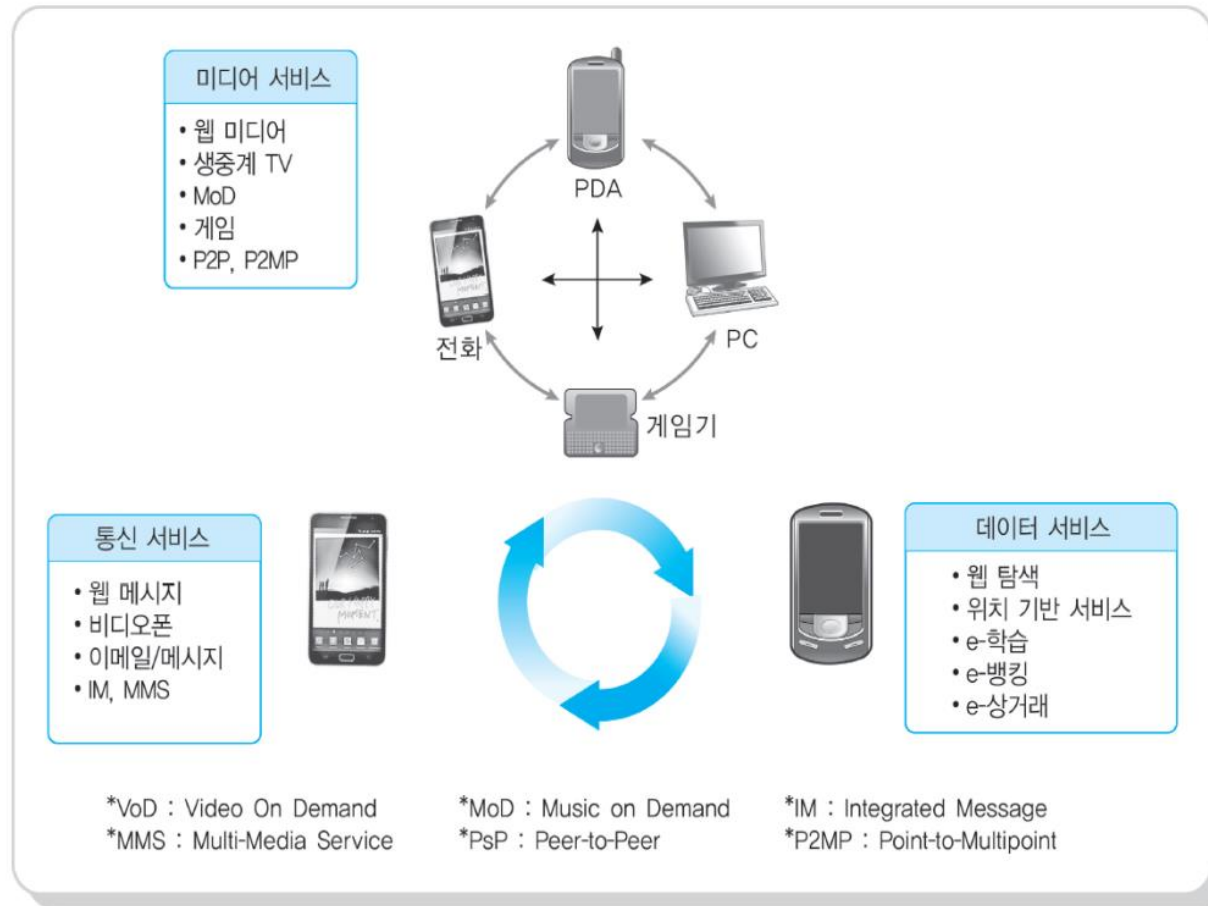 미디어 서비스
• 웹 미디어
• 생중계 TV
• MoD
• 게임
• P2P, P2MP
PDA
전화
PC
게임기
통신 서비스
• 웹 메시지
• 비디오폰
• 이메일/메시지
• IM, MMS
데이터 서비스
• 웹 탐색
• 위치 기반 서비스
• e-학습
• e-뱅킹
• e-상거래
*VoD : Video On Demand
*MoD : Music on Demand
*IM : Integrated Message
*MMS : Multi-Media Service
*PsP : Peer-to-Peer
*P2MP : Point-to-Multipoint